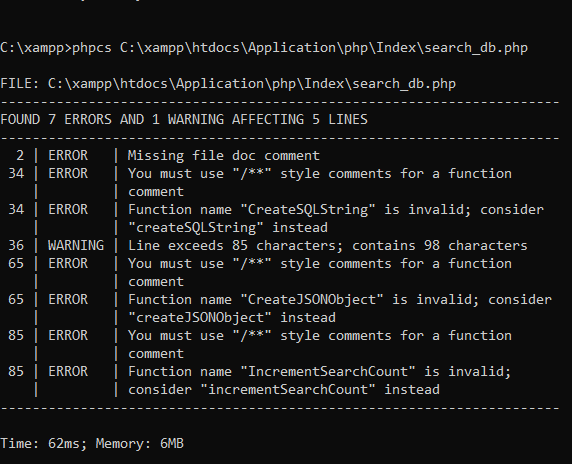 C:\xampp>phpcs C:\xampp\htdocs\Application\php\Index\search_db.php
FILE: C:\xampp\htdocs\Application\php\Index\search_db.php
----------------------------------------------------------------------
FOUND 7 ERRORS AND 1 WARNING AFFECTING 5 LINES
----------------------------------------------------------------------
  2 | ERROR   | Missing file doc comment
 34 | ERROR   | You must use "/**" style comments for a function
    |         | comment
 34 | ERROR   | Function name "CreateSQLString" is invalid; consider
    |         | "createSQLString" instead
 36 | WARNING | Line exceeds 85 characters; contains 98 characters
 65 | ERROR   | You must use "/**" style comments for a function
    |         | comment
 65 | ERROR   | Function name "CreateJSONObject" is invalid; consider
    |         | "createJSONObject" instead
 85 | ERROR   | You must use "/**" style comments for a function
    |         | comment
 85 | ERROR   | Function name "IncrementSearchCount" is invalid;
    |         | consider "incrementSearchCount" instead
----------------------------------------------------------------------
Time: 62ms; Memory: 6MB